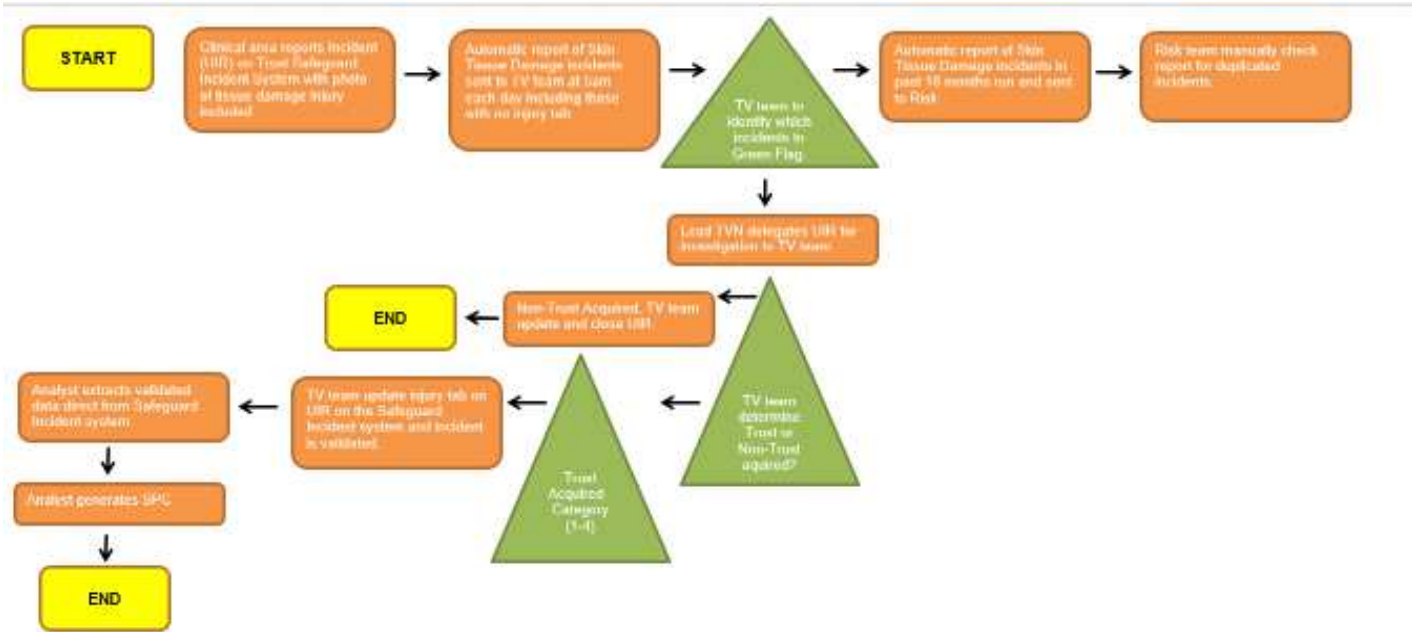 START
Clinical area reports Incident
(UIR) on Trust Safeguard
Incident System with photo
of tissue damage injury
included
Automatic report of Skin
Tissue Damage incidents
sent to TV team at 5am
each day including those
with no injury tab
TV team to
identify which
incidents in
Green Flag
Automatic report of Skin
Tissue Damage incidents in
past 18 months run and sent
to Risk
Risk team manually check
report for duplicated
incidents.
Lead TVN delegates UIR for
investigation to TV team
END
Non-Trust Acquired, TV team
update and close UIR.
TV team
determine
Trust or
Non-Trust
aquired?
Trust
Acquired
Category
(1-4)
TV team update injury tab on
UIR on the Safeguard
Incident system and incident
is validated.
Analyst extracts validated
data direct from Safeguard
Incident system
Analyst generates SPC
END